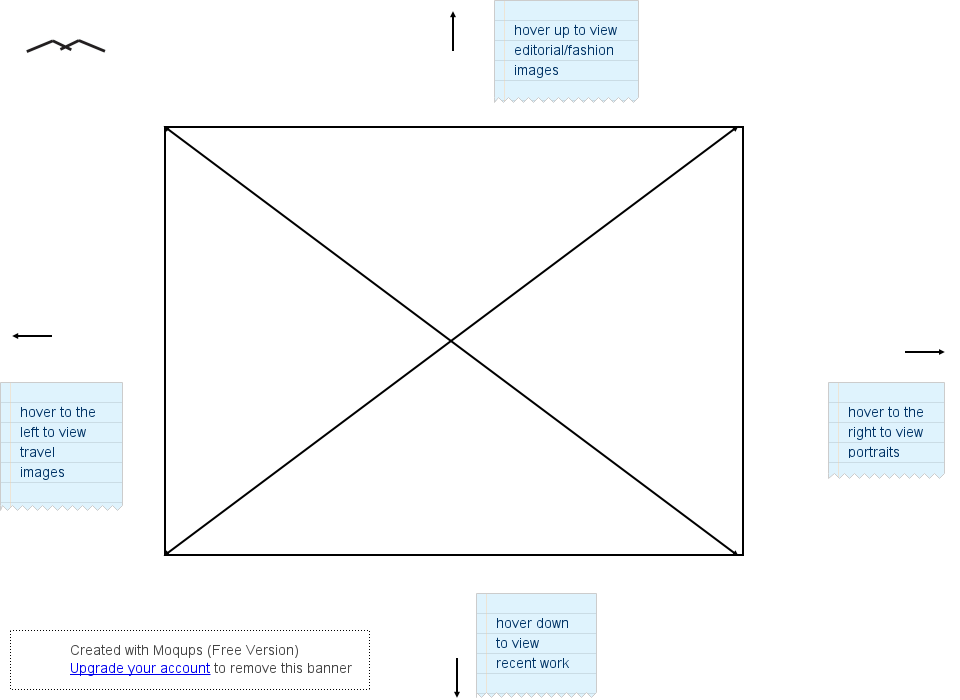 hover up to view
editorial/fashion
images
hover to the
left to view
travel
images
hover to the
right to view
portraits
hover down
to view
recent work
Created with Moqups (Free Version)
Upgrade your account to remove this banner